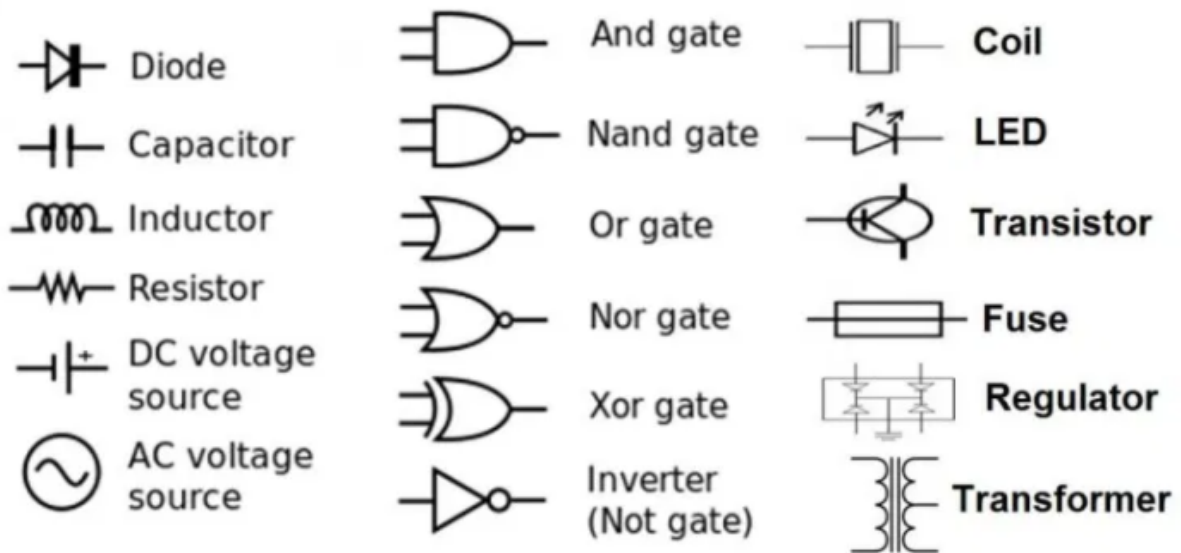 Diode
Capacitor
Inductor
Resistor
+
DC voltage
source
AC voltage
source
And gate
Nand gate
Or gate
Nor gate
Xor gate
Inverter
(Not gate)
Coil
LED
Transistor
Fuse
Regulator
Transformer